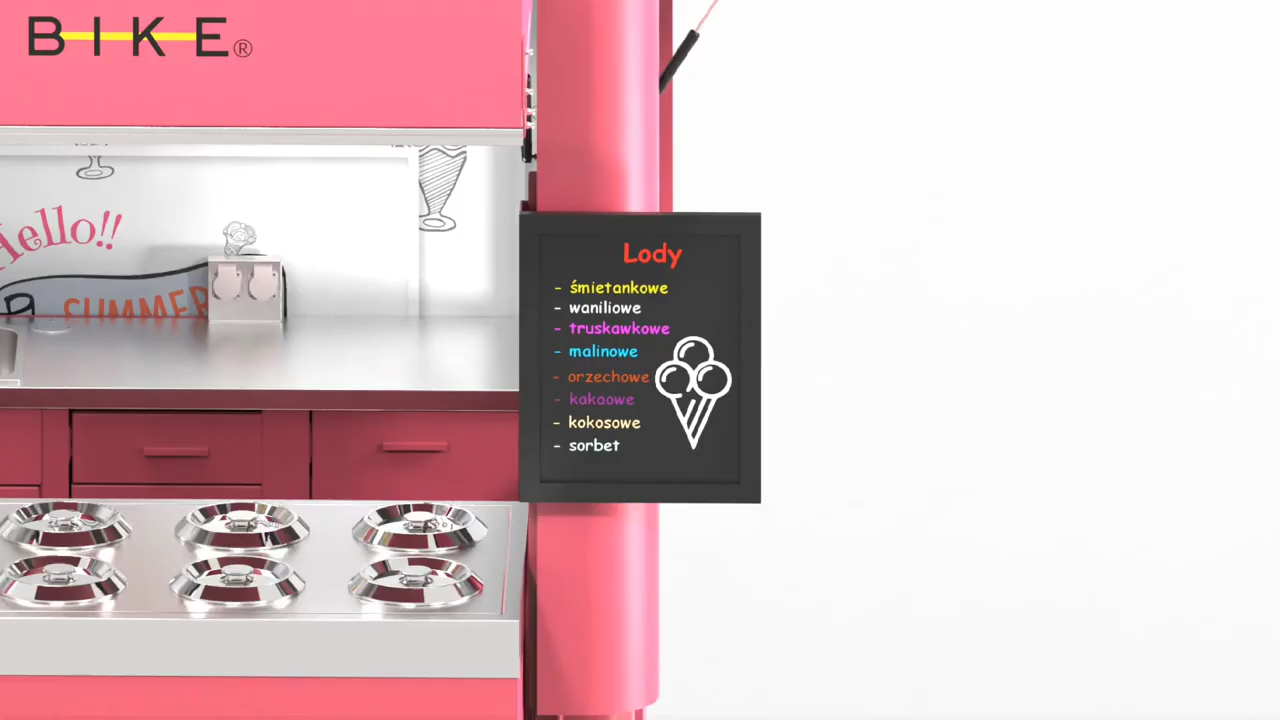 BIKE®
Hello!!
SUMMER
Lody
- śmietankowe
- waniliowe
- truskawkowe
- malinowe
- orzechowe
- kakaowe
- kokosowe
- sorbet